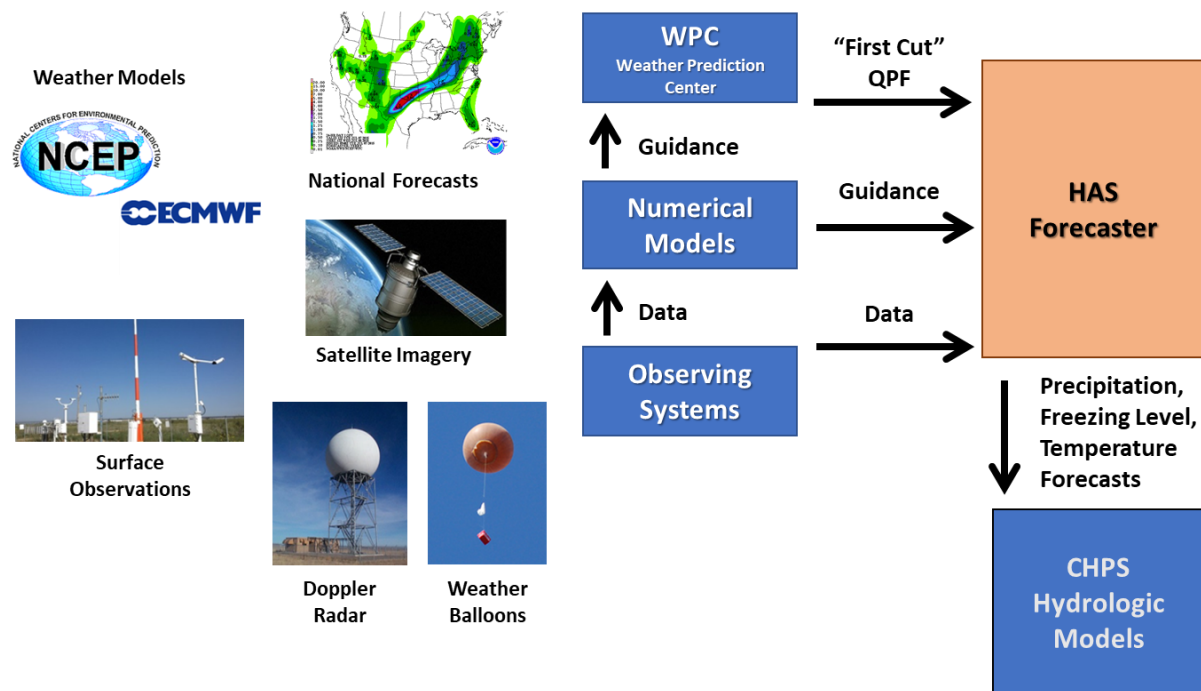 Weather Models
NATIONAL CENTERS FOR ENVIRONMENTAL PREDICTION
NCEP
ECMWF
National Forecasts
Satellite Imagery
Surface
Observations
Doppler
Radar
Weather
Balloons
WPC
Weather Prediction
Center
"First Cut"
QPF
Guidance
Numerical
Models
Guidance
HAS
Forecaster
Data
Observing
Systems
Data
Precipitation,
Freezing Level,
Temperature
Forecasts
CHPS
Hydrologic
Models